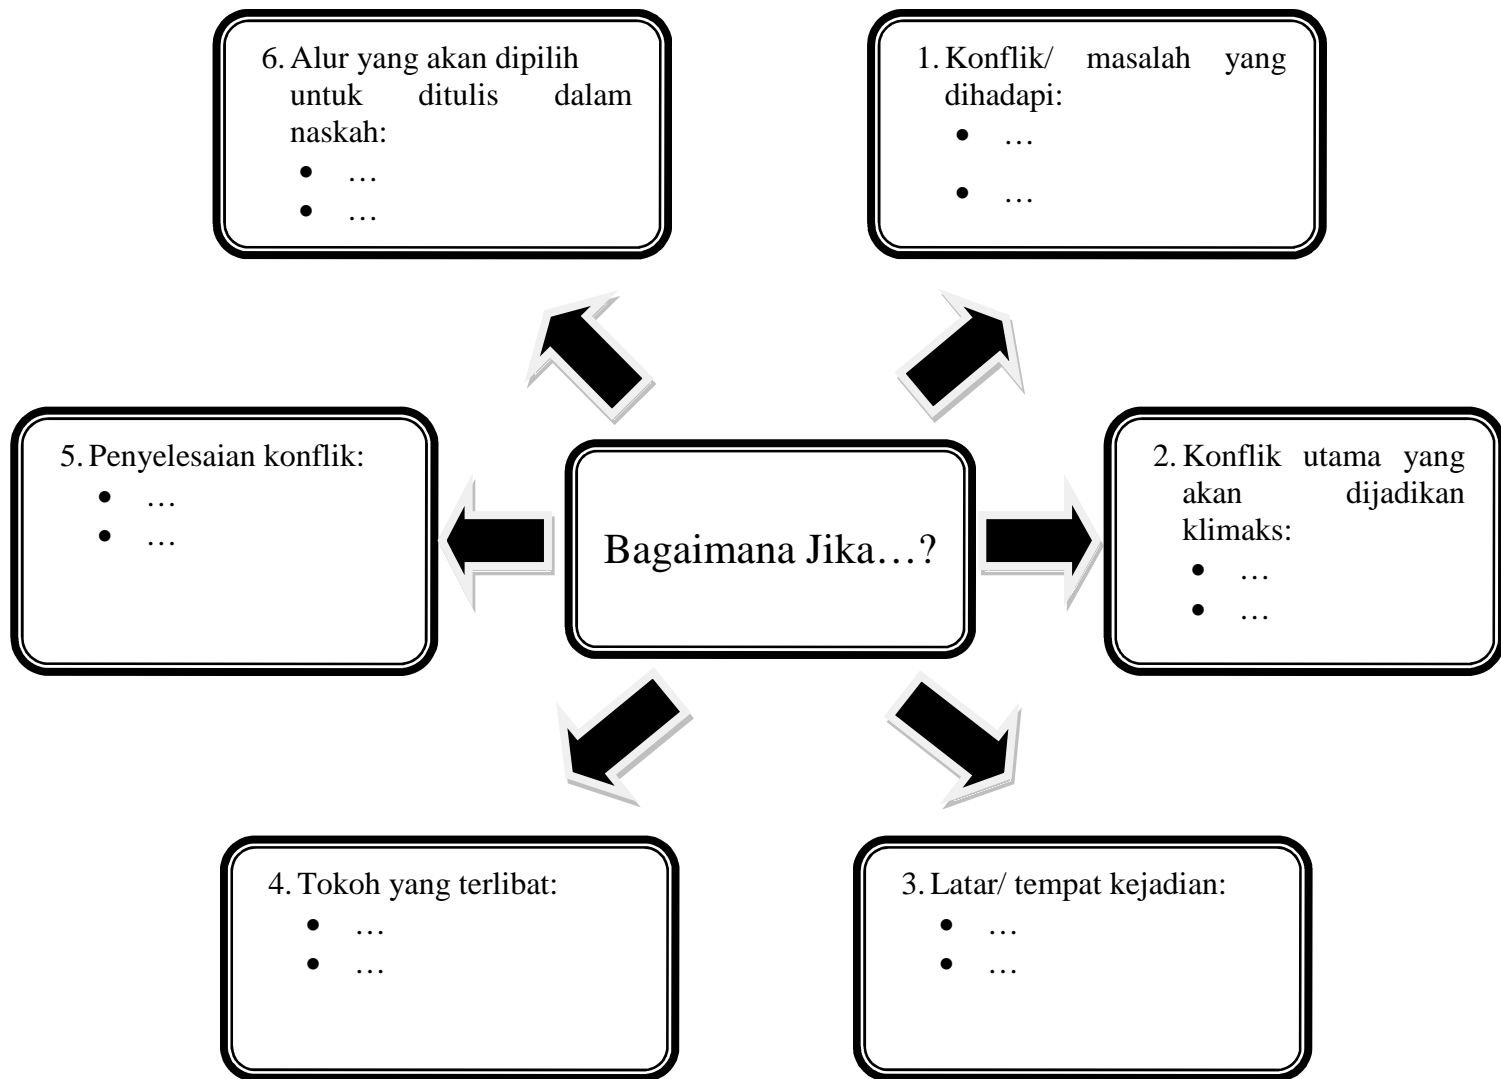 6. Alur yang akan dipilih
untuk ditulis dalam
naskah:
• …
• …
1. Konflik/ masalah yang
dihadapi:
• …
• …
5. Penyelesaian konflik:
• …
• …
Bagaimana Jika…?
2. Konflik utama yang
akan dijadikan
klimaks:
• …
• …
4. Tokoh yang terlibat:
• …
• …
3. Latar/ tempat kejadian:
• …
• …